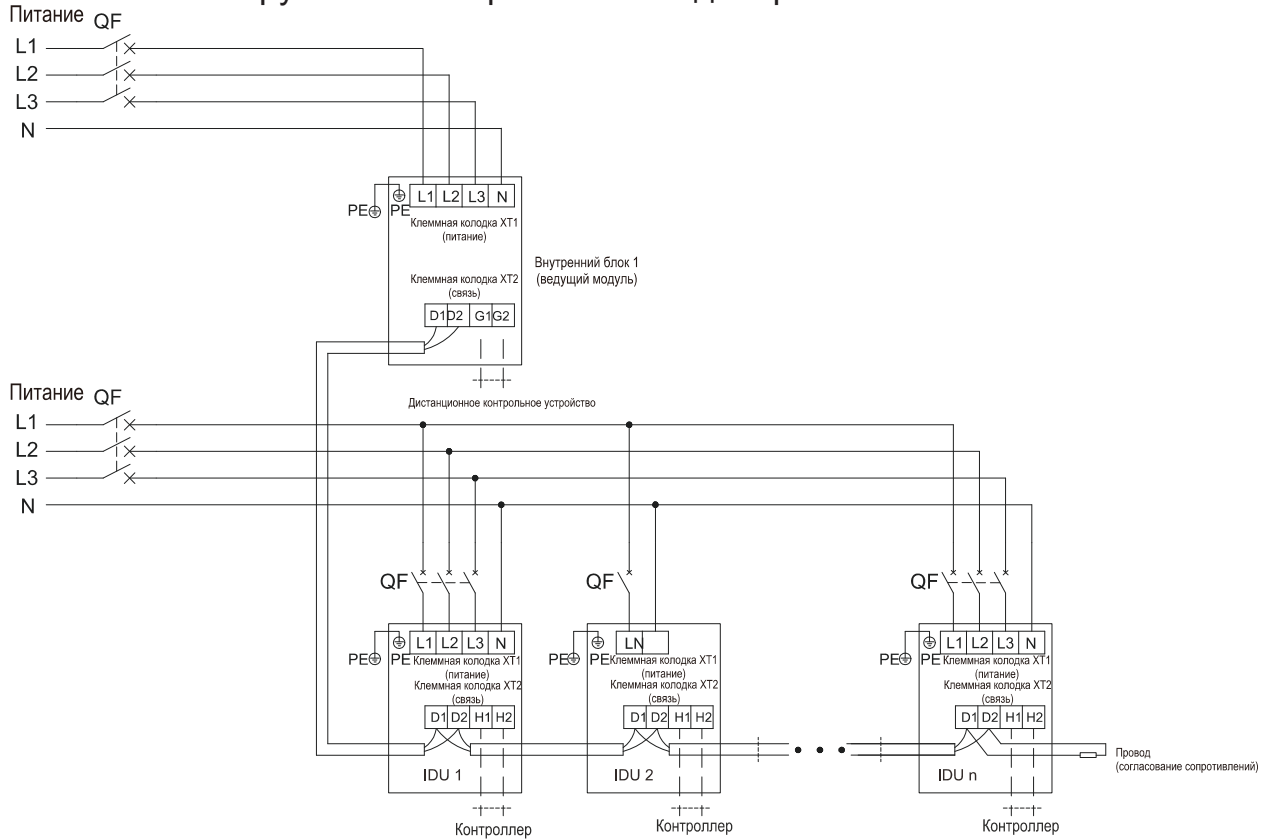 Питание QF
L1
L2
L3
N
L1 L2 L3 N
PE PE
Клеммная колодка XT1
(питание)
Внутренний блок 1
(ведущий модуль)
Клеммная колодка XT2
(связь)
D1 D2 G1 G2
Дистанционное контрольное устройство
Питание QF
L1
L2
L3
N
QF QF QF
L1 L2 L3 N
PE PE
Клеммная колодка XT1
(питание)
Клеммная колодка XT2
(связь)
D1 D2 H1 H2
IDU 1
Контроллер
LN
PE PE
Клеммная колодка XT1
(питание)
Клеммная колодка XT2
(связь)
D1 D2 H1 H2
IDU 2
Контроллер
L1 L2 L3 N
PE PE
Клеммная колодка XT1
(питание)
Клеммная колодка XT2
(связь)
D1 D2 H1 H2
IDU n
Контроллер
Провод
(согласование сопротивлений)